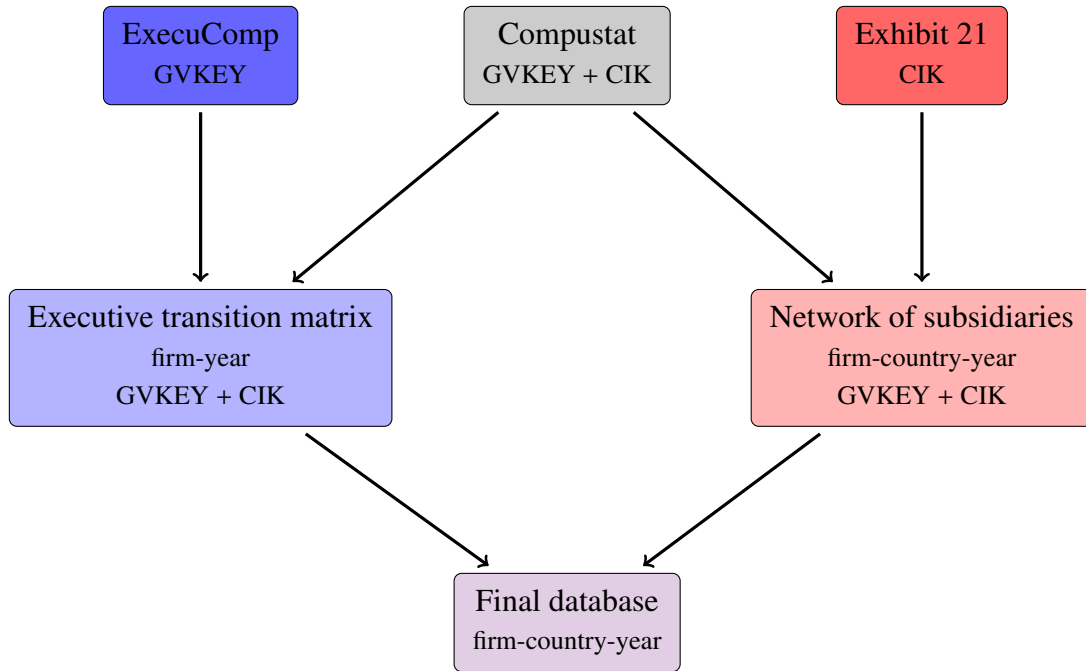 ExecuComp
GVKEY
Compustat
GVKEY + CIK
Exhibit 21
CIK
Executive transition matrix
firm-year
GVKEY + CIK
Network of subsidiaries
firm-country-year
GVKEY + CIK
Final database
firm-country-year